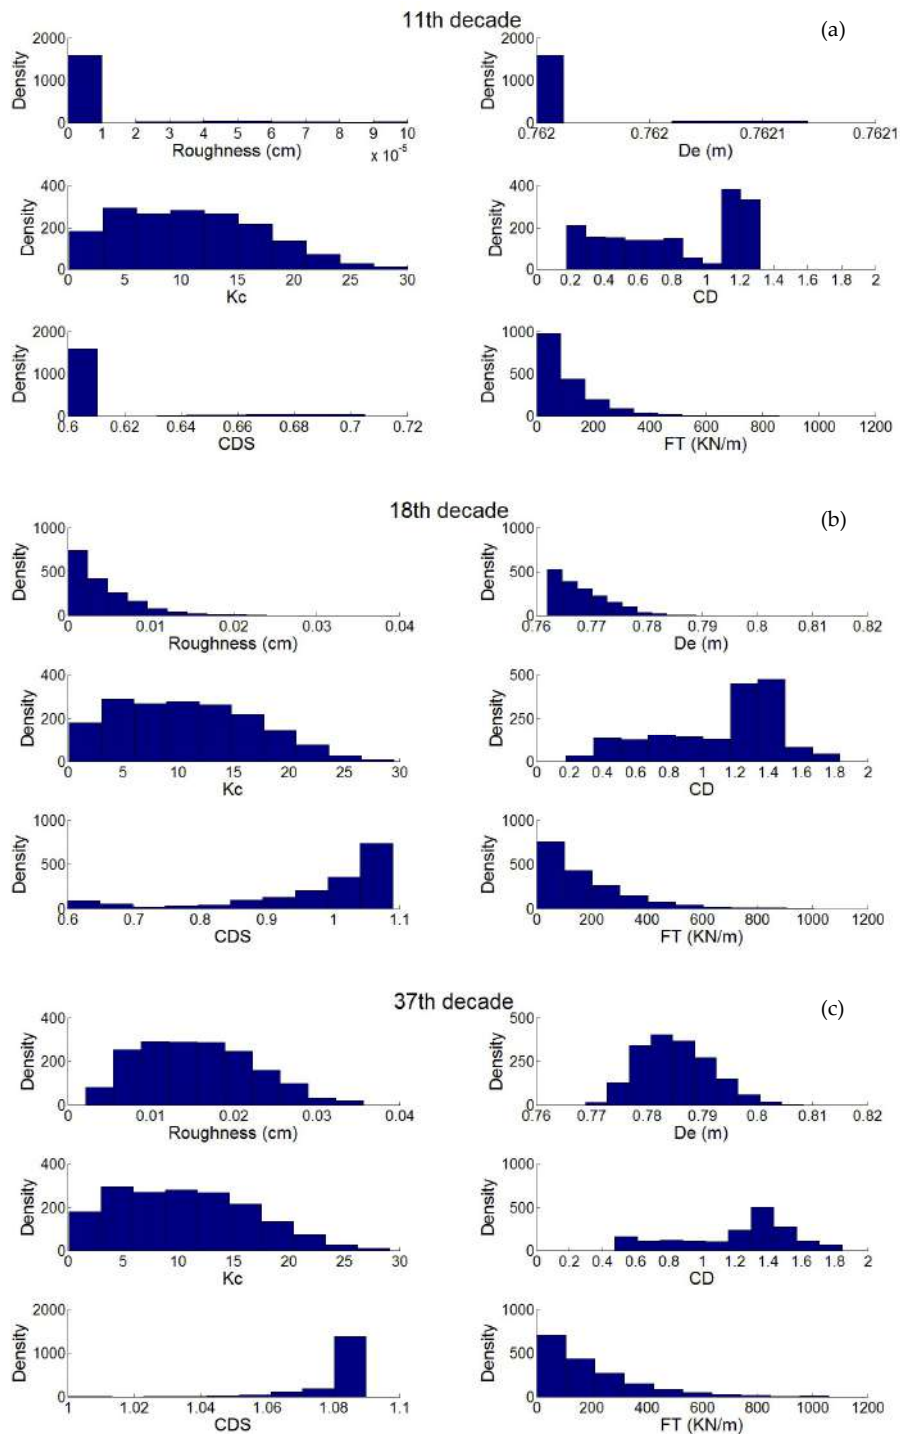 11th decade
(a)
2000
1000
0
Density
0 1 2 3 4 5 6 7 8 9 10
Roughness (cm)
x 10⁻⁵
2000
1000
0
Density
0.762 0.762 0.7621 0.7621
De (m)
400
200
0
Density
0 5 10 15 20 25 30
Kc
400
200
0
Density
0 0.2 0.4 0.6 0.8 1 1.2 1.4 1.6 1.8 2
CD
2000
1000
0
Density
0.6 0.62 0.64 0.66 0.68 0.7 0.72
CDS
1000
500
0
Density
0 200 400 600 800 1000 1200
FT (KN/m)
18th decade
(b)
1000
500
0
Density
0 0.01 0.02 0.03 0.04
Roughness (cm)
1000
500
0
Density
0.76 0.77 0.78 0.79 0.8 0.81 0.82
De (m)
400
200
0
Density
0 5 10 15 20 25 30
Kc
500
250
0
Density
0 0.2 0.4 0.6 0.8 1 1.2 1.4 1.6 1.8 2
CD
1000
500
0
Density
0.6 0.7 0.8 0.9 1 1.1
CDS
1000
500
0
Density
0 200 400 600 800 1000 1200
FT (KN/m)
37th decade
(c)
400
200
0
Density
0 0.01 0.02 0.03 0.04
Roughness (cm)
500
250
0
Density
0.76 0.77 0.78 0.79 0.8 0.81 0.82
De (m)
400
200
0
Density
0 5 10 15 20 25 30
Kc
1000
500
0
Density
0 0.2 0.4 0.6 0.8 1 1.2 1.4 1.6 1.8 2
CD
2000
1000
0
Density
1 1.02 1.04 1.06 1.08 1.1
CDS
1000
500
0
Density
0 200 400 600 800 1000 1200
FT (KN/m)